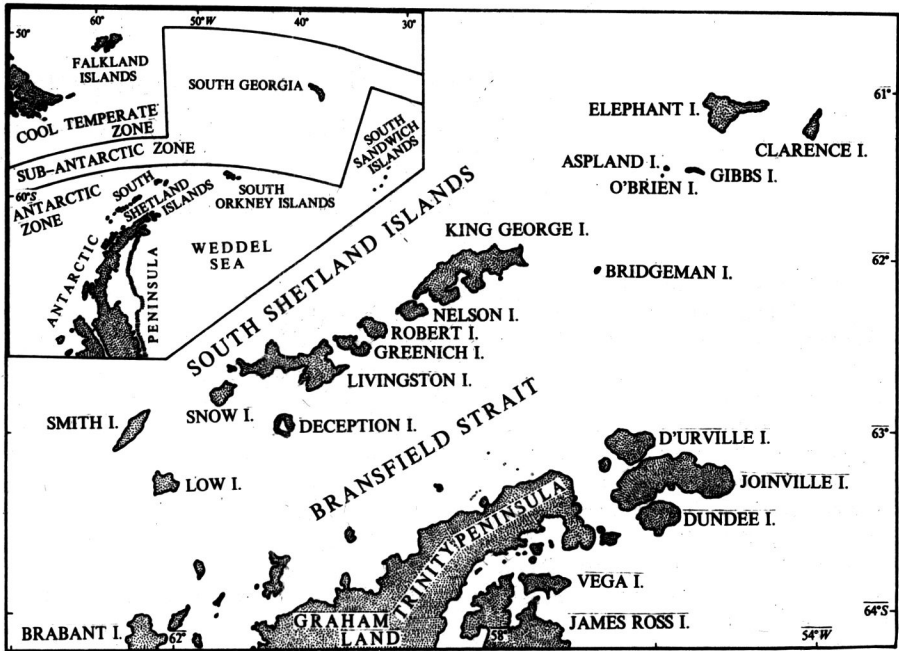 60°
50°W
40°
30°
50°
FALKLAND
ISLANDS
SOUTH GEORGIA
COOL TEMPERATE
ZONE
SUB-ANTARCTIC ZONE
SOUTH
SANDWICH
ISLANDS
60°S
ANTARCTIC
ZONE
SOUTH
SHETLAND
ISLANDS
SOUTH
ORKNEY ISLANDS
WEDDEL
SEA
ANTARCTIC
PENINSULA
61°
ELEPHANT I.
CLARENCE I.
ASPLAND I.
GIBBS I.
O'BRIEN I.
SOUTH SHETLAND ISLANDS
KING GEORGE I.
62°
BRIDGEMAN I.
NELSON I.
ROBERT I.
GREENICH I.
LIVINGSTON I.
SNOW I.
SMITH I.
DECEPTION I.
BRANSFIELD STRAIT
63°
D'URVILLE I.
LOW I.
JOINVILLE I.
DUNDEE I.
TRINITY PENINSULA
VEGA I.
64°S
GRAHAM
LAND
JAMES ROSS I.
BRABANT I.
62°
58°
54°W